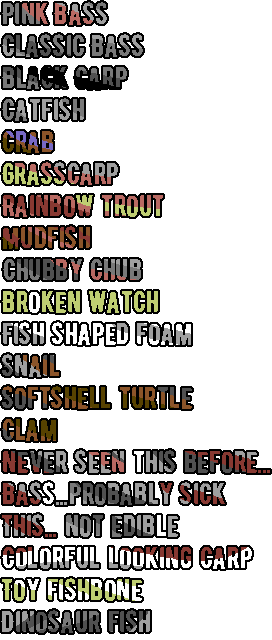 PINK BASS
CLASSIC BASS
BLACK CARP
CATFISH
CRAB
GRASSCARP
RAINBOW TROUT
MUDFISH
CHUBBY CHUB
BROKEN WATCH
FISH SHAPED FOAM
SNAIL
SOFTSHELL TURTLE
CLAM
NEVER SEEN THIS BEFORE...
BASS...PROBABLY SICK
THIS... NOT EDIBLE
COLORFUL LOOKING CARP
TOY FISHBONE
DINOSAUR FISH